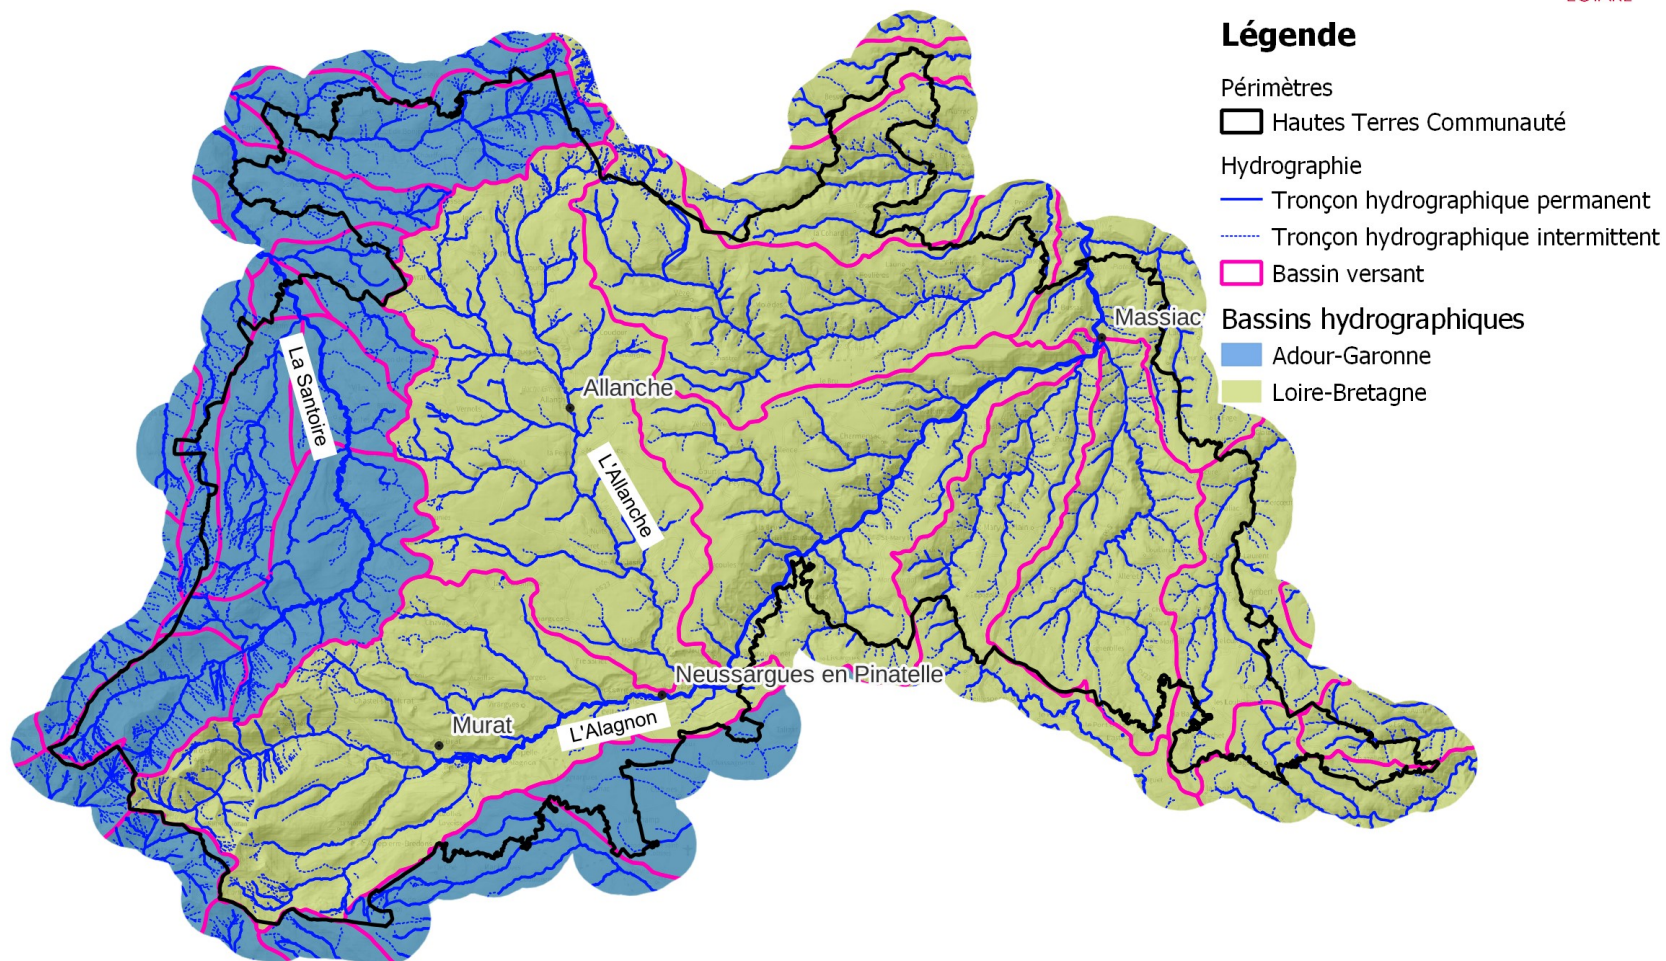 Légende
Périmètres
Hautes Terres Communauté
Hydrographie
Tronçon hydrographique permanent
Tronçon hydrographique intermittent
Bassin versant
Bassins hydrographiques
Adour-Garonne
Loire-Bretagne
Massiac
La Santoire
Allanche
L'Allanche
Neussargues en Pinatelle
Murat
L'Alagnon